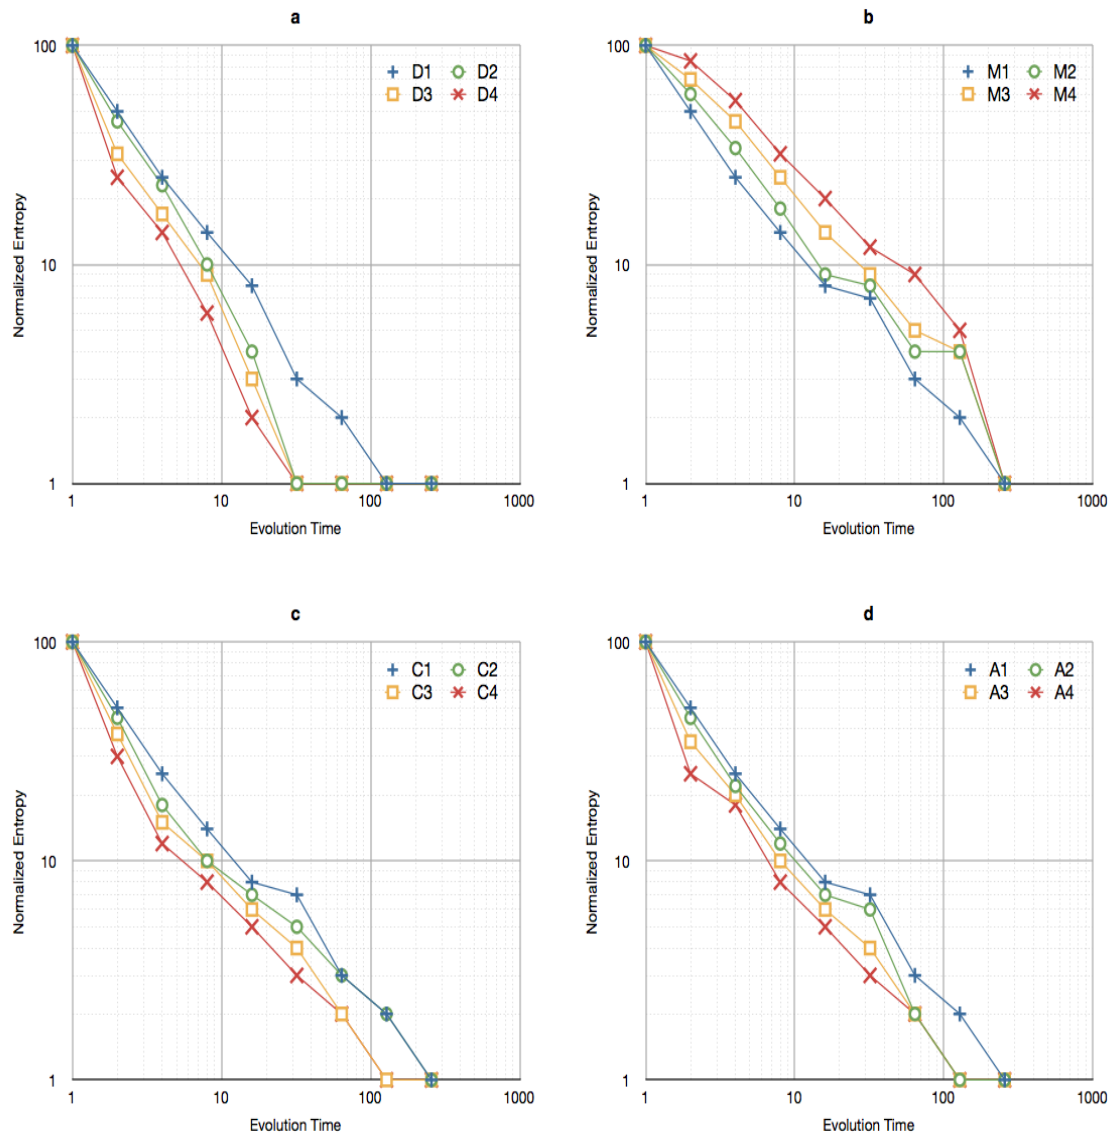 a
100
10
1
1
10
100
1000
Normalized Entropy
Evolution Time
D1 D2
D3 D4
b
100
10
1
1
10
100
1000
Normalized Entropy
Evolution Time
M1 M2
M3 M4
c
100
10
1
1
10
100
1000
Normalized Entropy
Evolution Time
C1 C2
C3 C4
d
100
10
1
1
10
100
1000
Normalized Entropy
Evolution Time
A1 A2
A3 A4